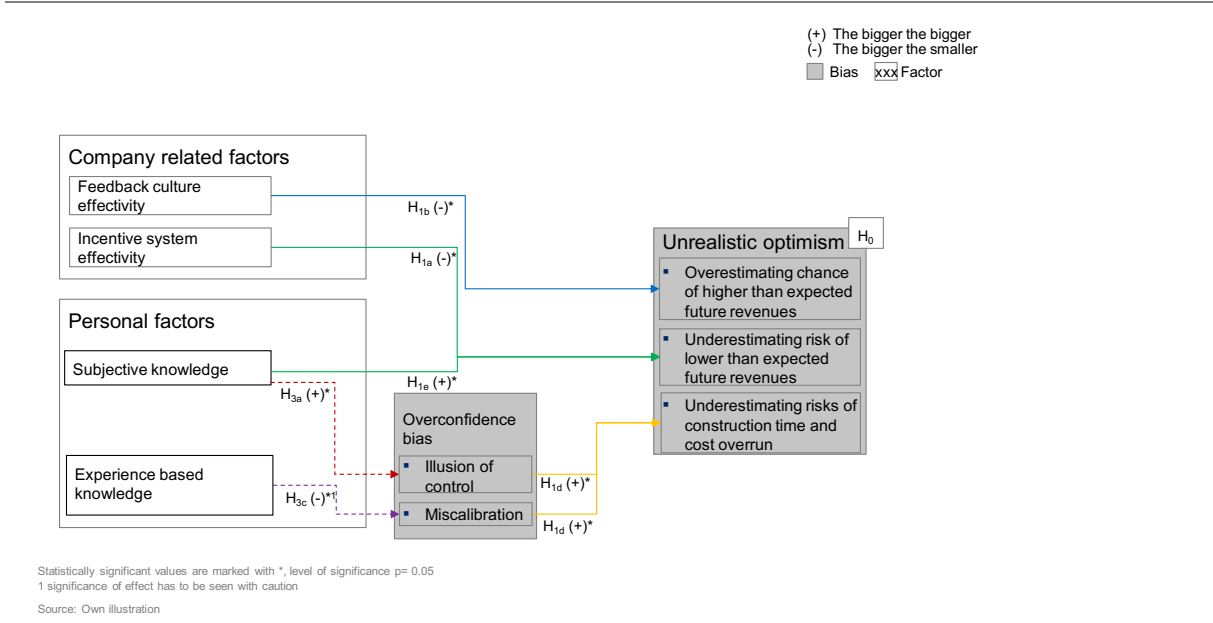 (+) The bigger the bigger
(-) The bigger the smaller
Bias xxx Factor
Company related factors
Feedback culture
effectivity
H1b (-)*
Incentive system
effectivity
H1a (-)*
Unrealistic optimism
H0
Overestimating chance
of higher than expected
future revenues
Underestimating risk of
lower than expected
future revenues
Underestimating risks of
construction time and
cost overrun
Personal factors
Subjective knowledge
H1e (+)*
H3a (+)*
Overconfidence
bias
Illusion of
control
H1d (+)*
Experience based
knowledge
H3c (-)*1
Miscalibration
H1d (+)*
Statistically significant values are marked with *, level of significance p= 0.05
1 significance of effect has to be seen with caution
Source: Own illustration